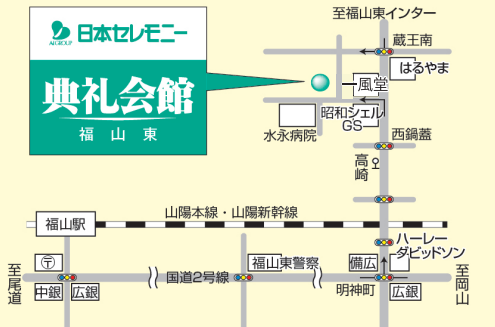 至福山東インター
日本セレモニー
AI GROUP
蔵王南
はるやま
典礼会館
風堂
福山東
昭和シェル
GS
水永病院
西鍋蓋
高崎
山陽本線・山陽新幹線
福山駅
ハーレー
ダビッドソン
〒
福山東警察
備広
至尾道
国道2号線
至岡山
中銀
広銀
明神町
広銀